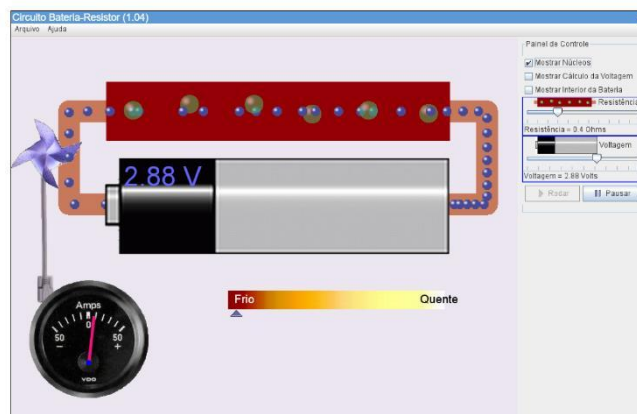 Circuito Bateria-Resistor (1.04)
Arquivo Ajuda
Painel de Controle
Mostrar Núcleos
Mostrar Cálculo da Voltagem
Mostrar Interior da Bateria
Resistência
Resistência = 0.4 Ohms
Voltagem
Voltagem = 2.88 Volts
Rodar Pausar
2.88 V
Frio Quente
Amps
0
50 50
- +
VDO